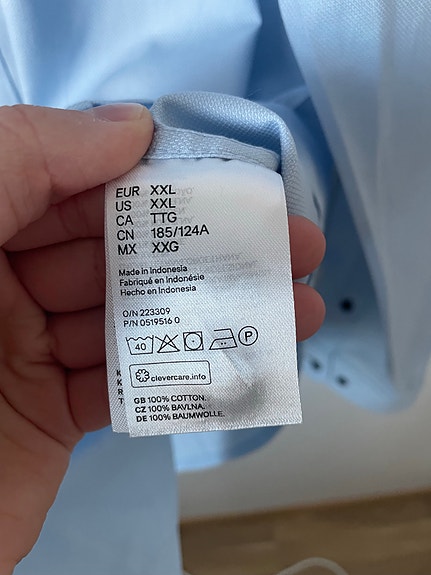 EUR XXL
US XXL
CA TTG
CN 185/124A
MX XXG
Made in Indonesia
Fabriqué en Indonésie
Hecho en Indonesia
O/N 223309
P/N 0519516 0
40 P
clevercare.info
GB 100% COTTON.
CZ 100% BAVLNA.
DE 100% BAUMWOLLE.